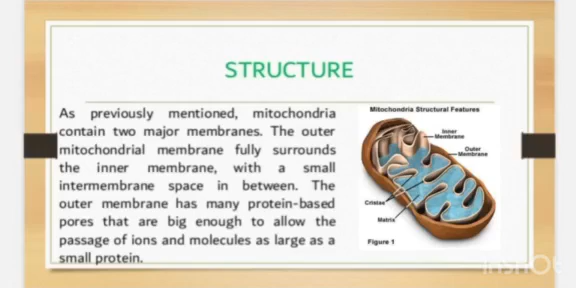 STRUCTURE
As previously mentioned, mitochondria
contain two major membranes. The outer
mitochondrial membrane fully surrounds
the inner membrane, with a small
intermembrane space in between. The
outer membrane has many protein-based
pores that are big enough to allow the
passage of ions and molecules as large as a
small protein.
Mitochondria Structural Features
Inner
Membrane
Outer
Membrane
Cristae
Matrix
Figure 1
InShOt